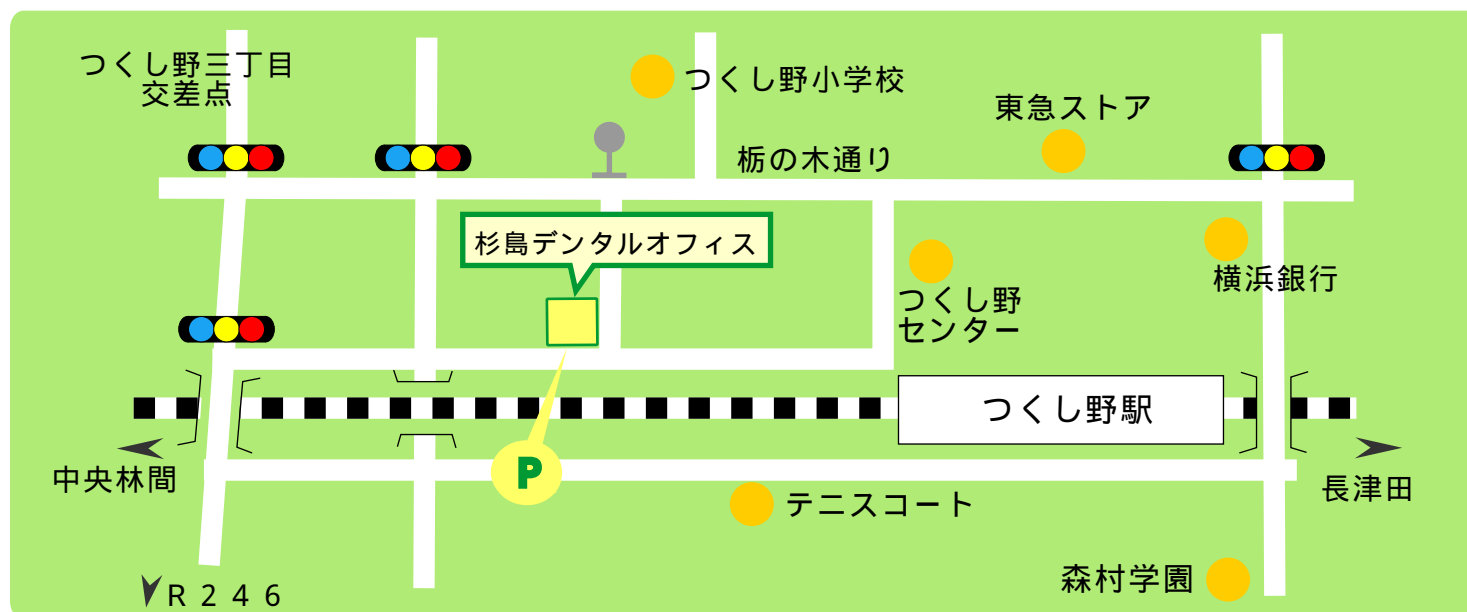 つくし野三丁目
交差点
つくし野小学校
東急ストア
栃の木通り
杉島デンタルオフィス
つくし野
センター
横浜銀行
つくし野駅
中央林間
P
テニスコート
長津田
森村学園
R246